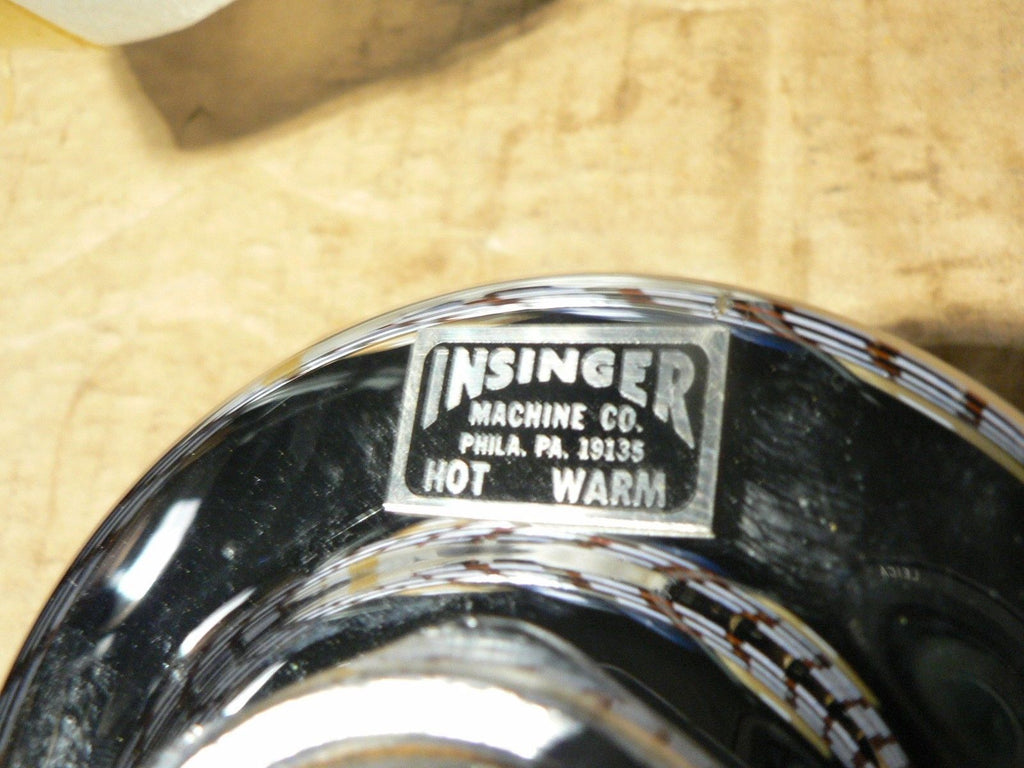 INSINGER
MACHINE CO.
PHILA. PA. 19135
HOT WARM